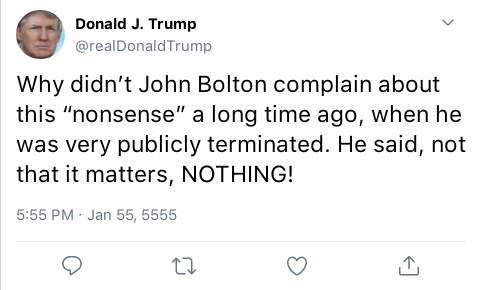 Donald J. Trump
@realDonaldTrump
Why didn’t John Bolton complain about
this “nonsense” a long time ago, when he
was very publicly terminated. He said, not
that it matters, NOTHING!
5:55 PM · Jan 55, 5555